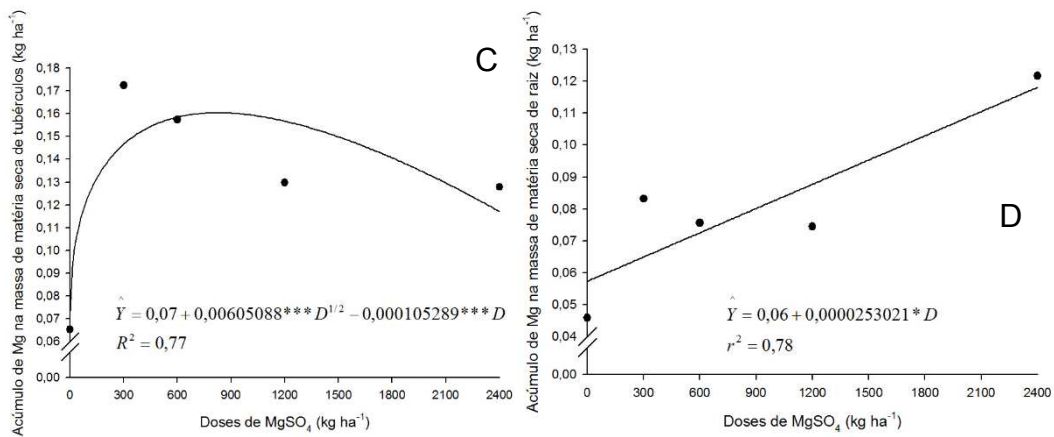 Acúmulo de Mg na massa de matéria seca de tubérculos (kg ha⁻¹)
C
0,18
0,17
0,16
0,15
0,14
0,13
0,12
0,11
0,10
0,09
0,08
0,07
0,06
0,00
Ŷ = 0,07 + 0,00605088*** D^1/2 − 0,000105289*** D
R² = 0,77
0 300 600 900 1200 1500 1800 2100 2400
Doses de MgSO₄ (kg ha⁻¹)
Acúmulo de Mg na massa de matéria seca de raiz (kg ha⁻¹)
D
0,13
0,12
0,11
0,10
0,09
0,08
0,07
0,06
0,05
0,04
0,00
Ŷ = 0,06 + 0,0000253021 * D
r² = 0,78
0 300 600 900 1200 1500 1800 2100 2400
Doses de MgSO₄ (kg ha⁻¹)